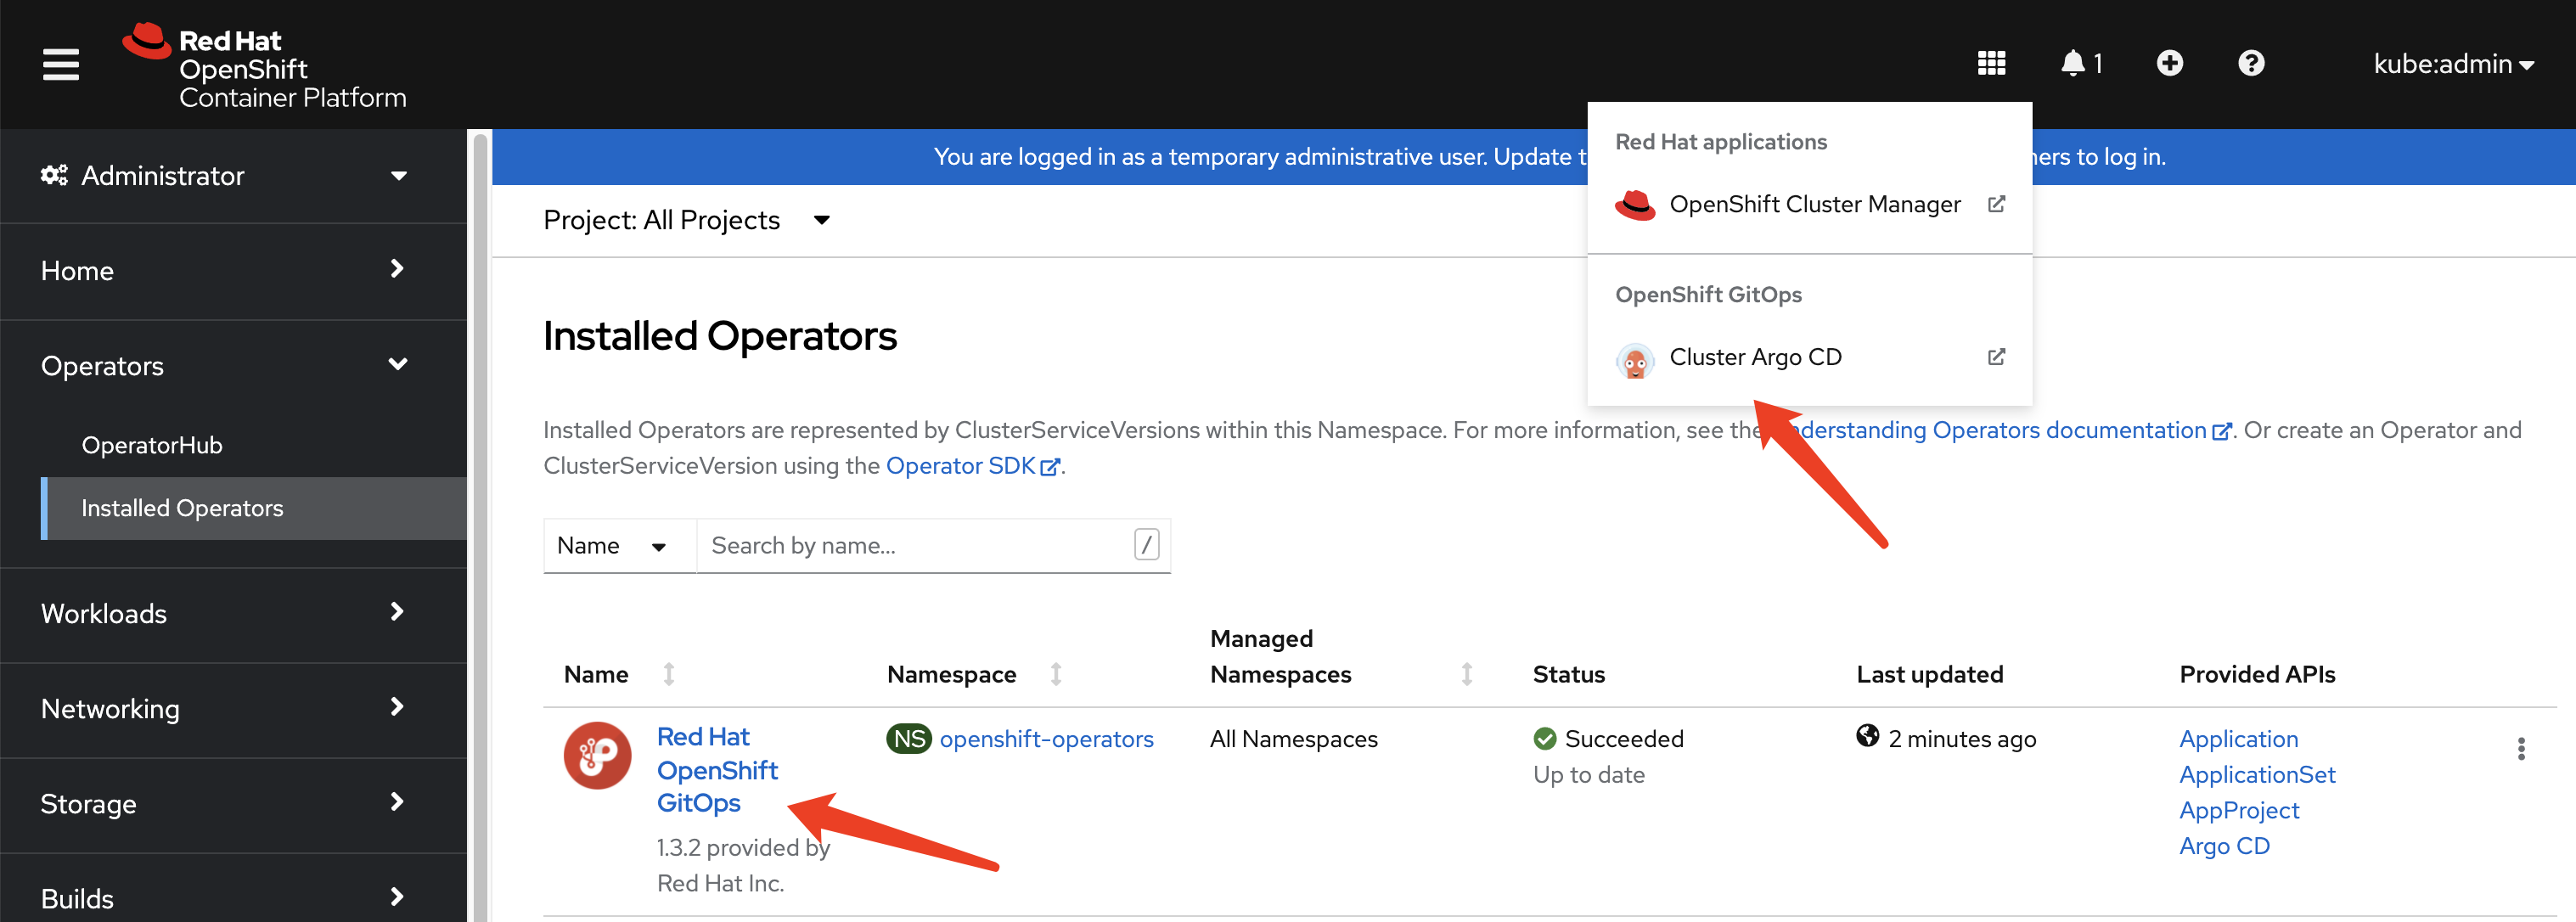 Red Hat
OpenShift
Container Platform
1
kube:admin
Administrator
Home
Operators
OperatorHub
Installed Operators
Workloads
Networking
Storage
Builds
You are logged in as a temporary administrative user. Update t
ners to log in.
Red Hat applications
OpenShift Cluster Manager
OpenShift GitOps
Cluster Argo CD
Project: All Projects
Installed Operators
Installed Operators are represented by ClusterServiceVersions within this Namespace. For more information, see the nderstanding Operators documentation. Or create an Operator and
ClusterServiceVersion using the Operator SDK.
Name
Search by name...
/
Name
Namespace
Managed
Namespaces
Status
Last updated
Provided APIs
Red Hat
OpenShift
GitOps
1.3.2 provided by
Red Hat Inc.
NS openshift-operators
All Namespaces
Succeeded
Up to date
2 minutes ago
Application
ApplicationSet
AppProject
Argo CD